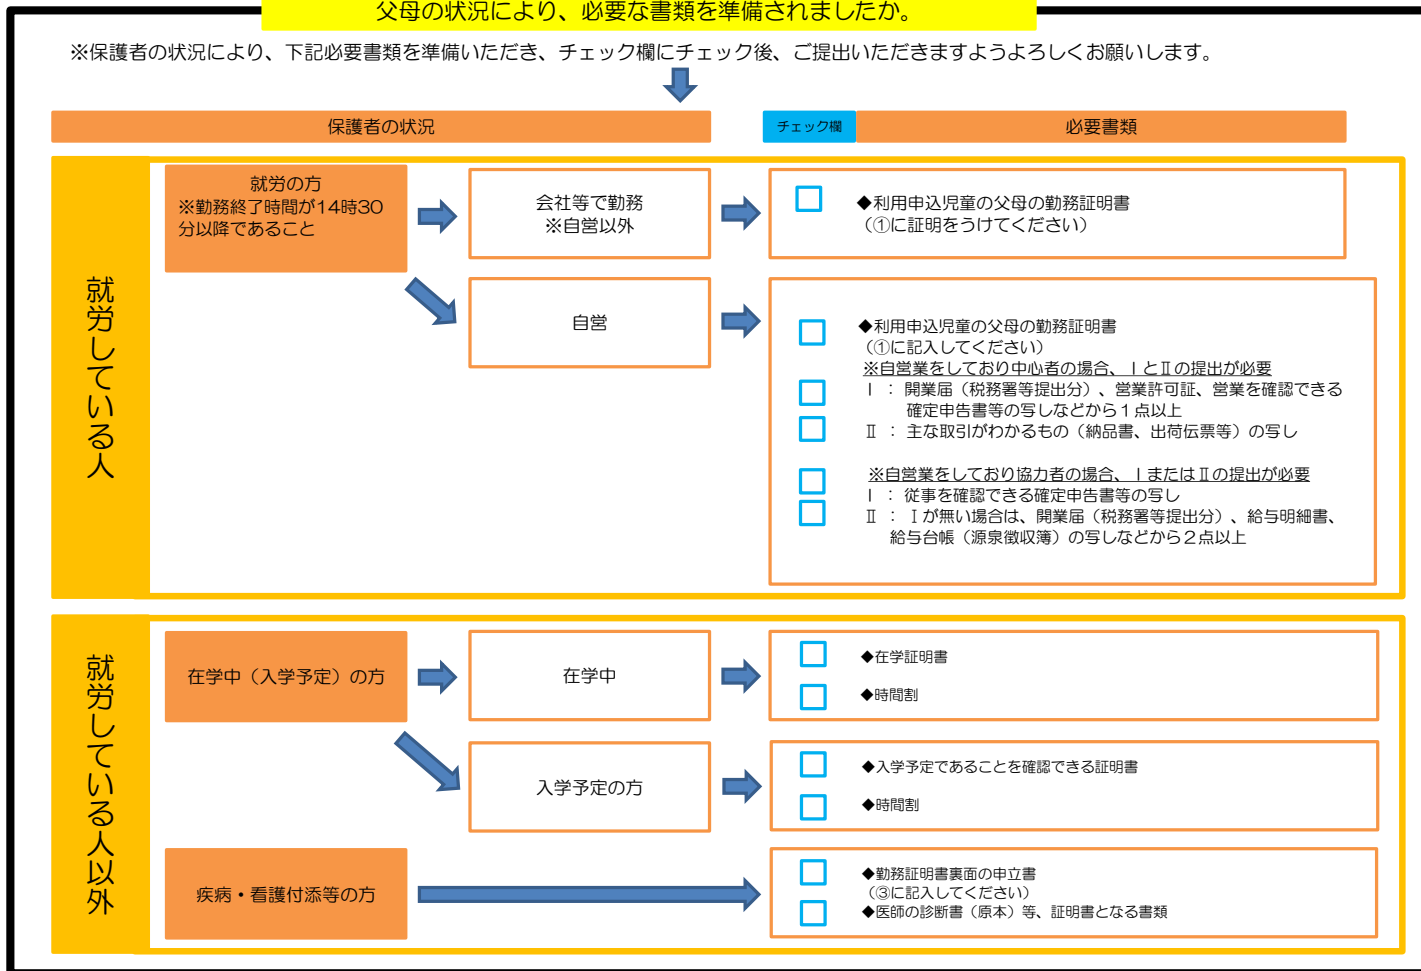 父母の状況により、必要な書類を準備されましたか。
※保護者の状況により、下記必要書類を準備いただき、チェック欄にチェック後、ご提出いただきますようよろしくお願いします。
保護者の状況
チェック欄
必要書類
就労している人
就労の方
※勤務終了時間が14時30
分以降であること
会社等で勤務
※自営以外
◆利用申込児童の父母の勤務証明書
（①に証明をうけてください）
自営
◆利用申込児童の父母の勤務証明書
（①に記入してください）
※自営業をしており中心者の場合、ⅠとⅡの提出が必要
Ⅰ ： 開業届（税務署等提出分）、営業許可証、営業を確認できる
確定申告書等の写しなどから１点以上
Ⅱ ： 主な取引がわかるもの（納品書、出荷伝票等）の写し
※自営業をしており協力者の場合、ⅠまたはⅡの提出が必要
Ⅰ ： 従事を確認できる確定申告書等の写し
Ⅱ ： Ⅰが無い場合は、開業届（税務署等提出分）、給与明細書、
給与台帳（源泉徴収簿）の写しなどから２点以上
就労している人以外
在学中（入学予定）の方
在学中
◆在学証明書
◆時間割
入学予定の方
◆入学予定であることを確認できる証明書
◆時間割
疾病・看護付添等の方
◆勤務証明書裏面の申立書
（③に記入してください）
◆医師の診断書（原本）等、証明書となる書類